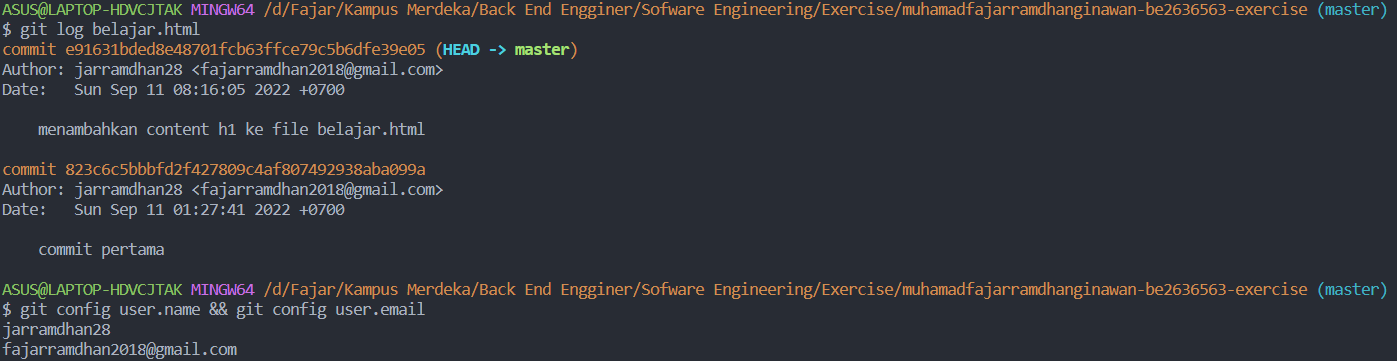 ASUS@LAPTOP-HDVCJTAK MINGW64 /d/Fajar/Kampus Merdeka/Back End Engginer/Sofware Engineering/Exercise/muhamadfajarramdhanginawan-be2636563-exercise (master)
$ git log belajar.html
commit e91631bded8e48701fcb63ffce79c5b6dfe39e05 (HEAD -> master)
Author: jarramdhan28 <fajarramdhan2018@gmail.com>
Date:   Sun Sep 11 08:16:05 2022 +0700
    menambahkan content h1 ke file belajar.html
commit 823c6c5bbbfd2f427809c4af807492938aba099a
Author: jarramdhan28 <fajarramdhan2018@gmail.com>
Date:   Sun Sep 11 01:27:41 2022 +0700
    commit pertama
ASUS@LAPTOP-HDVCJTAK MINGW64 /d/Fajar/Kampus Merdeka/Back End Engginer/Sofware Engineering/Exercise/muhamadfajarramdhanginawan-be2636563-exercise (master)
$ git config user.name && git config user.email
jarramdhan28
fajarramdhan2018@gmail.com